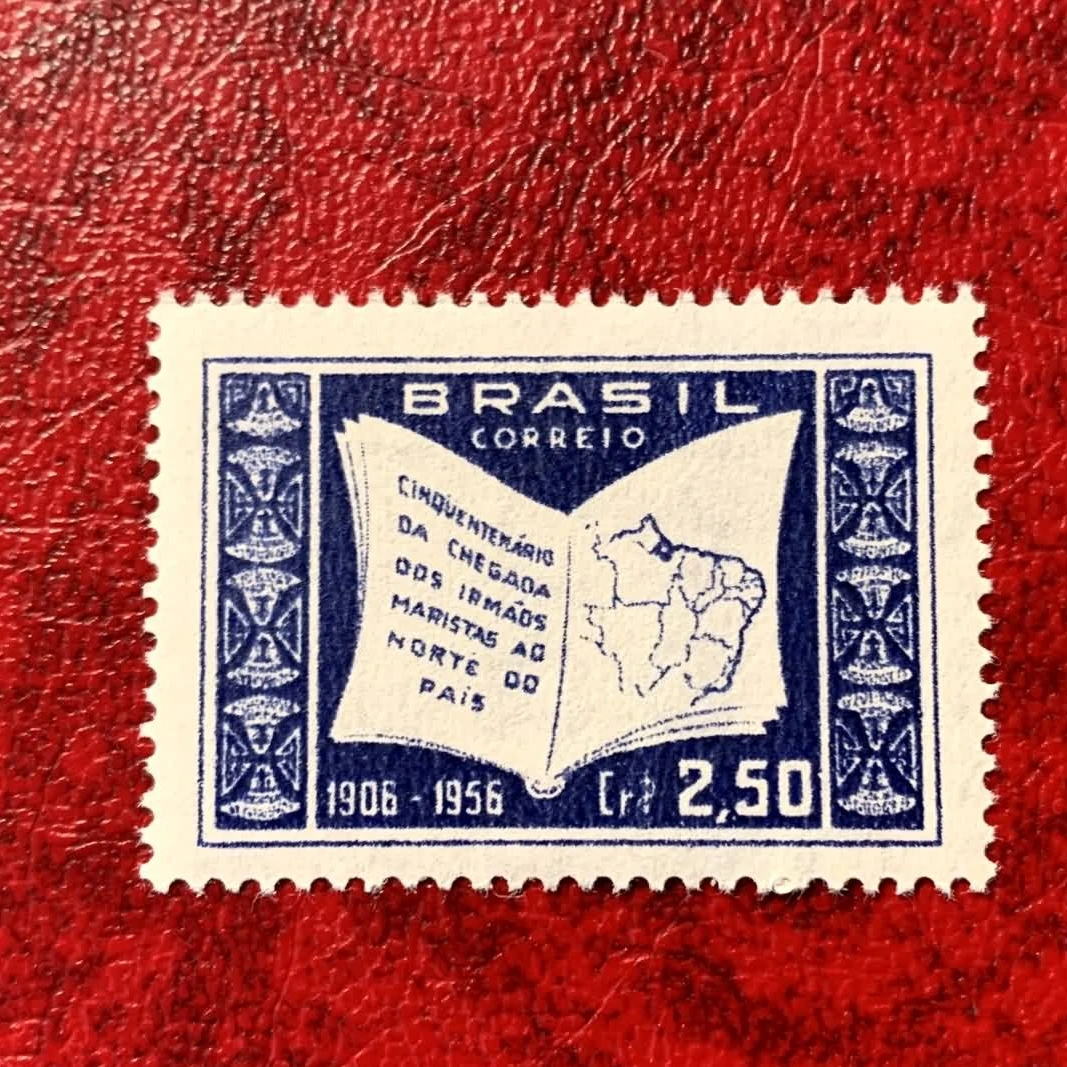 BRASIL
CORREIO
CINQUENTENÁRIO
DA CHEGADA
DOS IRMÃOS
MARISTAS AO
NORTE DO
PAÍS
1906 - 1956
Cr$ 2,50